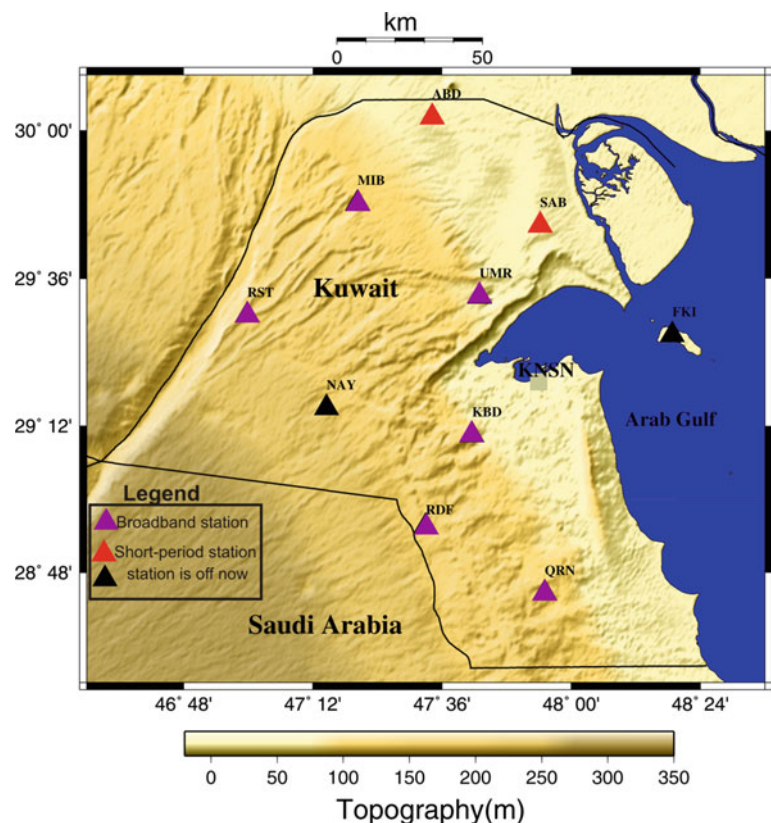 km
0 50
ABD
30° 00'
MIB
SAB
29° 36'
UMR
Kuwait
RST
FKI
KNSN
NAY
29° 12'
KBD
Arab Gulf
Legend
Broadband station
RDF
Short-period station
station is off now
28° 48'
QRN
Saudi Arabia
46° 48' 47° 12' 47° 36' 48° 00' 48° 24'
0 50 100 150 200 250 300 350
Topography(m)